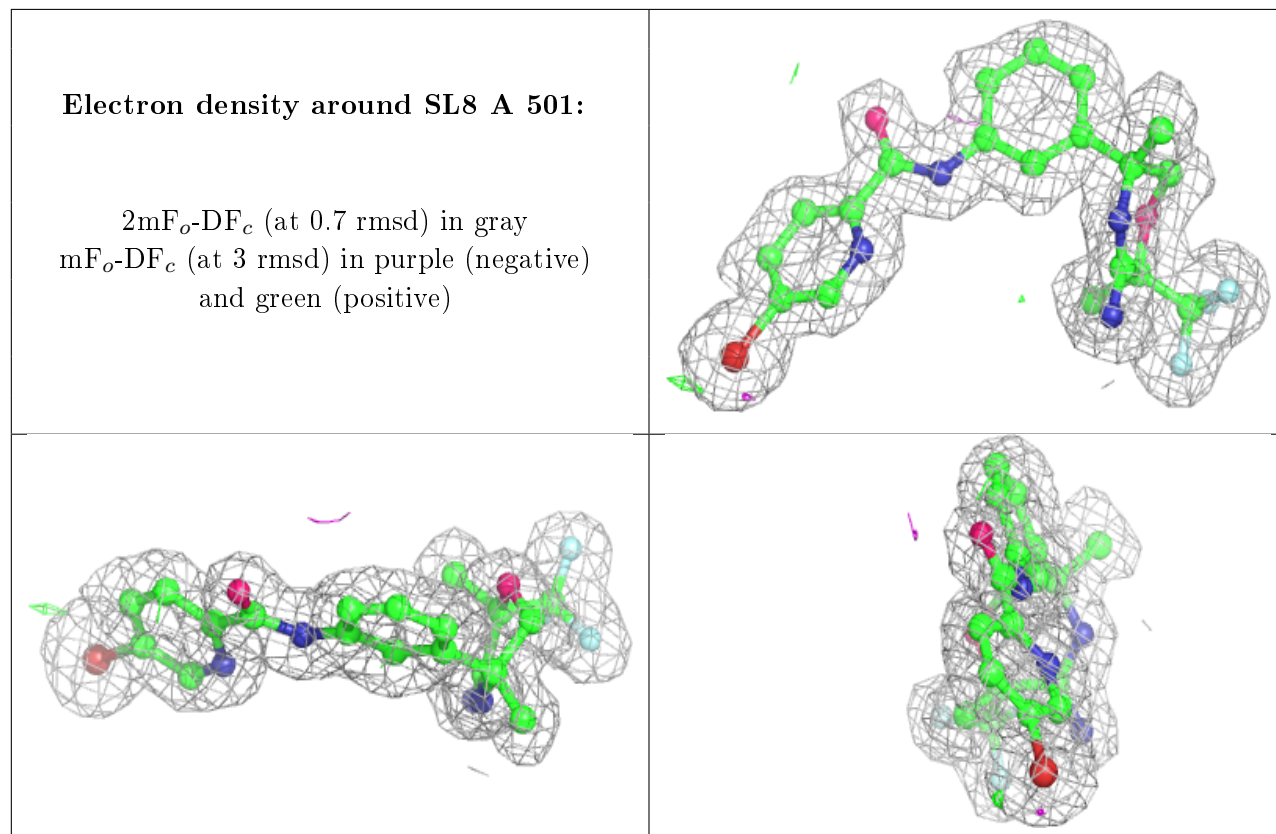 Electron density around SL8 A 501:
2mFo-DFc (at 0.7 rmsd) in gray
mFo-DFc (at 3 rmsd) in purple (negative)
and green (positive)